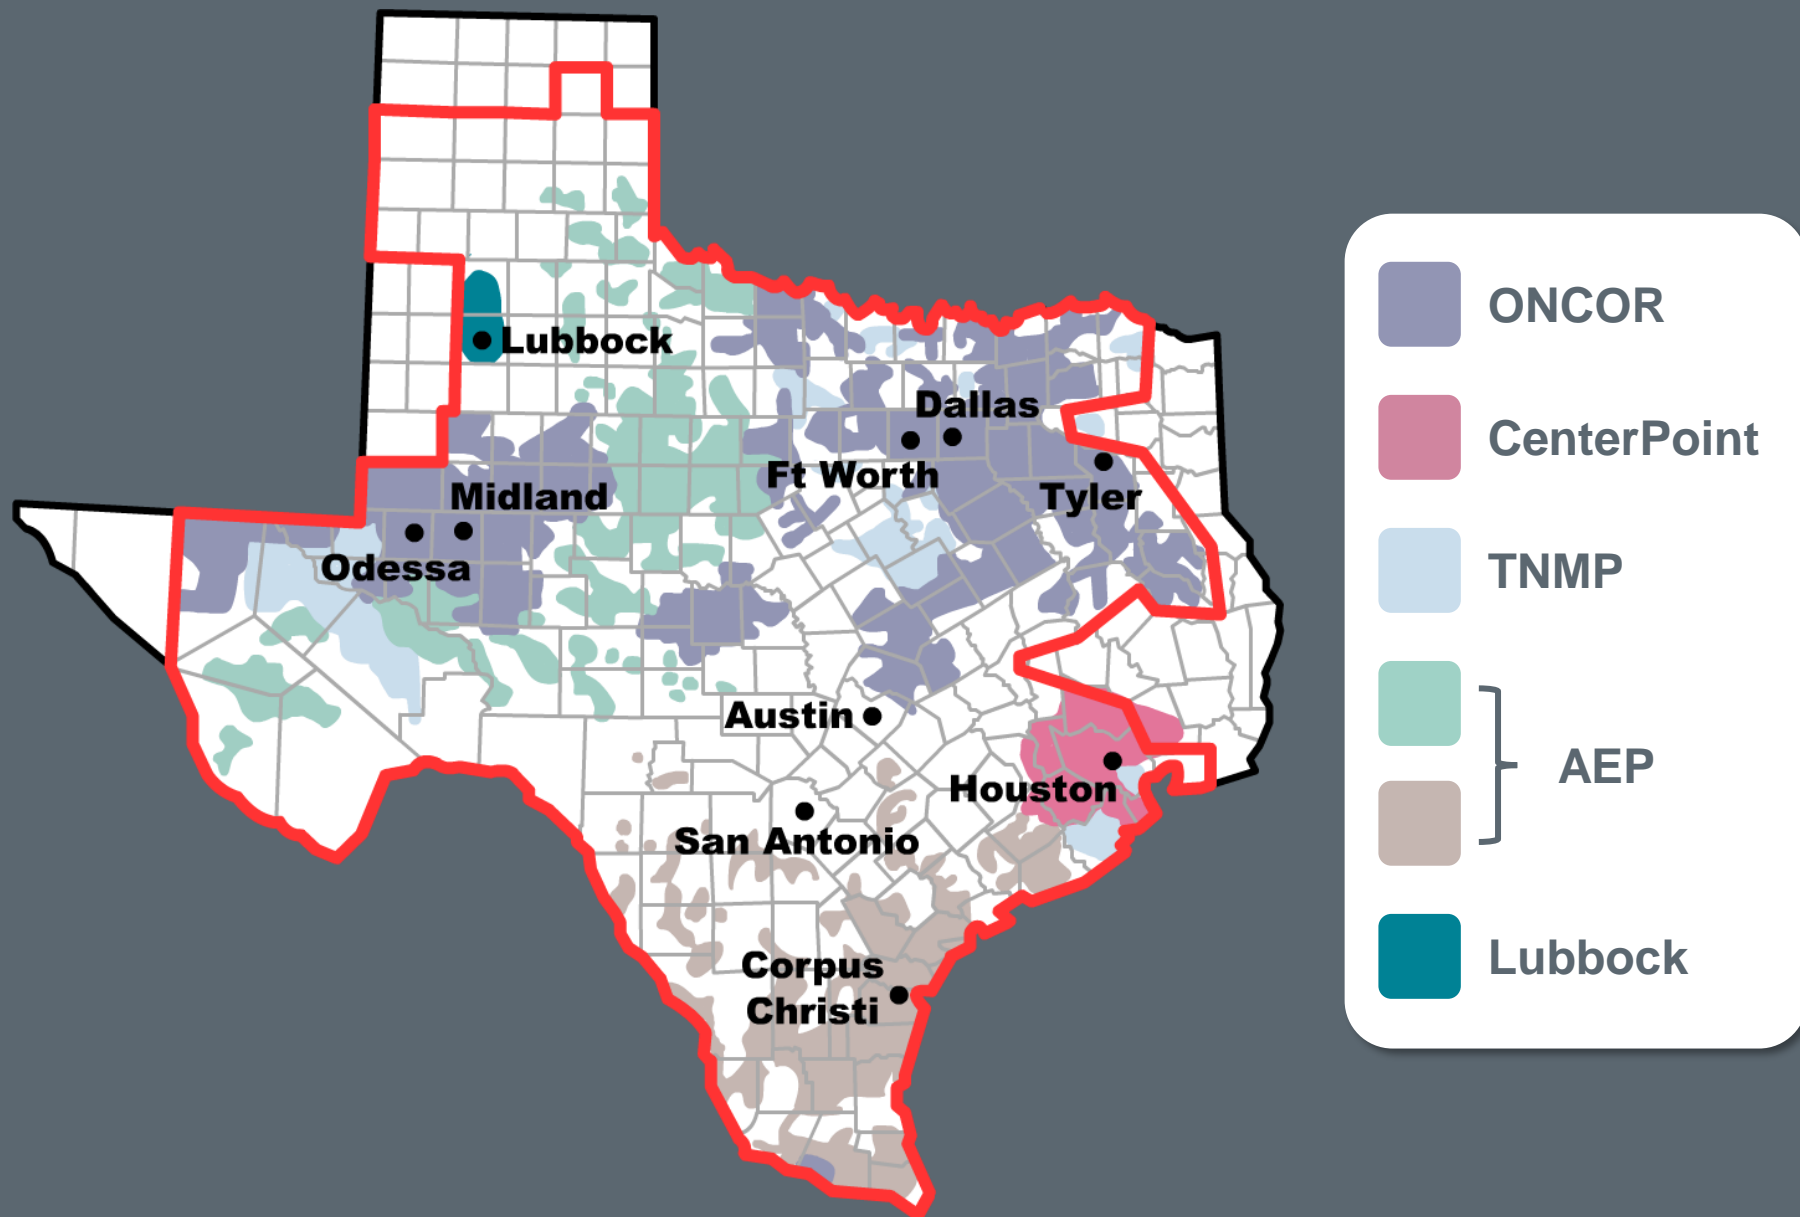 Lubbock
Dallas
Ft Worth
Tyler
Midland
Odessa
Austin
Houston
San Antonio
Corpus
Christi
ONCOR
CenterPoint
TNMP
AEP
Lubbock